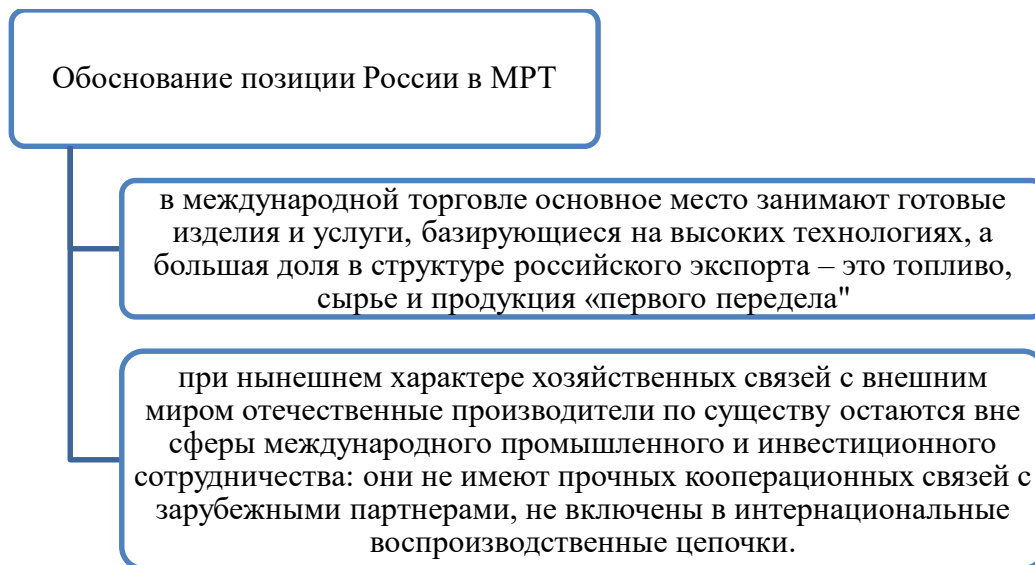 Обоснование позиции России в МРТ
в международной торговле основное место занимают готовые
изделия и услуги, базирующиеся на высоких технологиях, а
большая доля в структуре российского экспорта – это топливо,
сырье и продукция «первого передела"
при нынешнем характере хозяйственных связей с внешним
миром отечественные производители по существу остаются вне
сферы международного промышленного и инвестиционного
сотрудничества: они не имеют прочных кооперационных связей с
зарубежными партнерами, не включены в интернациональные
воспроизводственные цепочки.